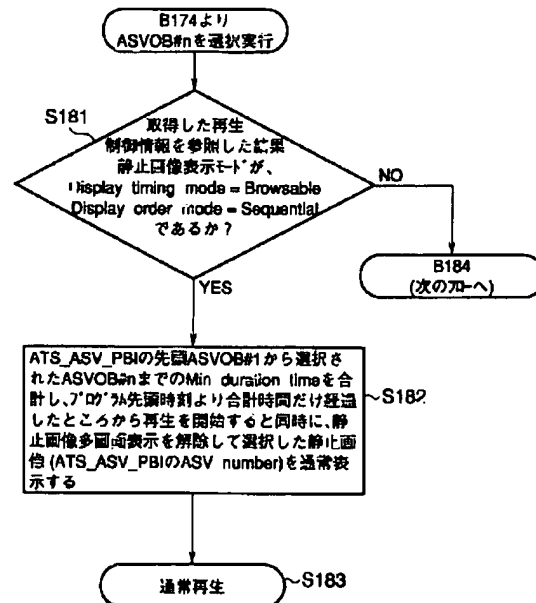 B174より
ASVOB#nを選択実行
S181
取得した再生
制御情報を参照した結果
静止画像表示モードが、
Display timing mode = Browsable
Display order mode = Sequential
であるか？
NO
B184
(次のフローへ)
YES
ATS_ASV_PBIの先頭ASVOB#1から選択さ
れたASVOB#nまでのMin duration timeを合
計し、プログラム先頭時刻より合計時間だけ経過
したところから再生を開始すると同時に、静
止画像多画面表示を解除して選択した静止画
像 (ATS_ASV_PBIのASV number)を通常表
示する
S182
通常再生
S183